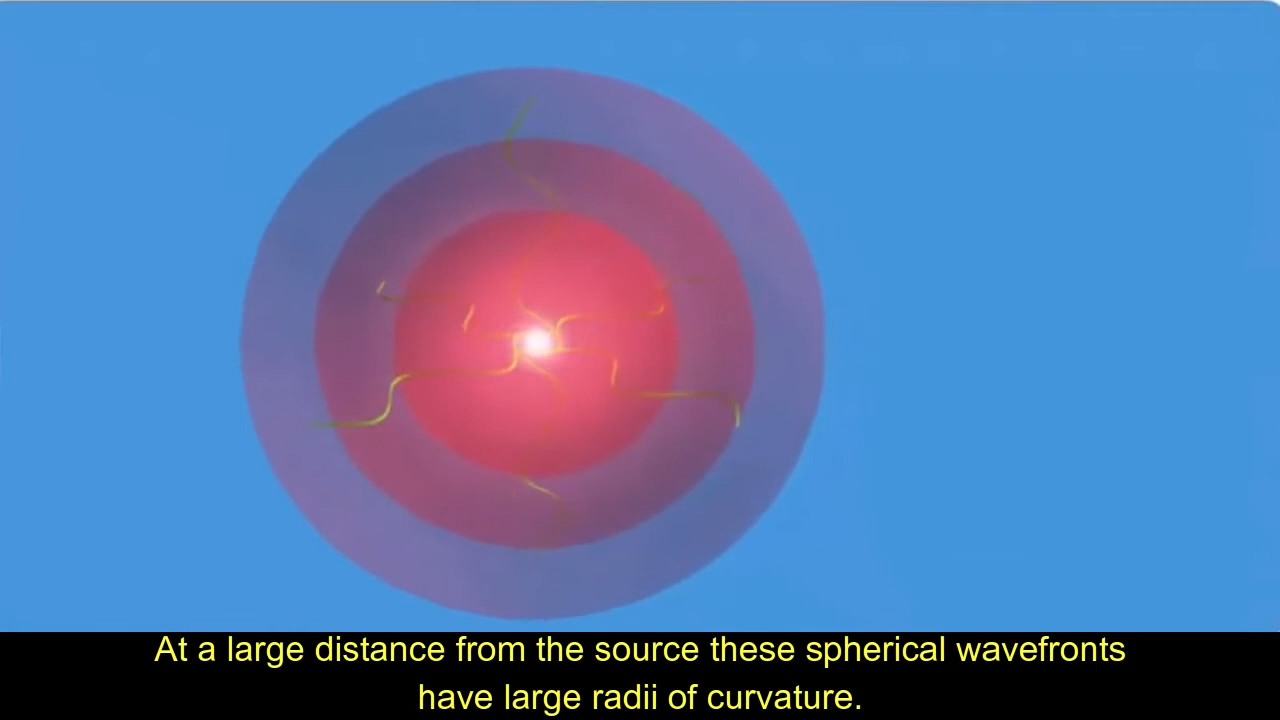 At a large distance from the source these spherical wavefronts
have large radii of curvature.